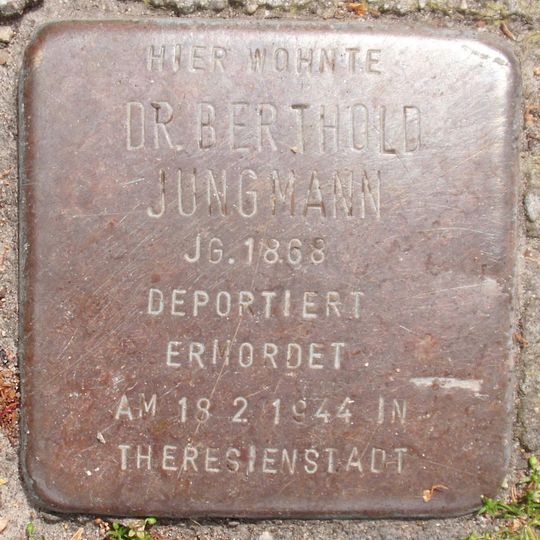 HIER WOHNTE
DR. BERTHOLD
JUNGMANN
JG. 1868
DEPORTIERT
ERMORDET
AM 18 2 1944 IN
THERESIENSTADT